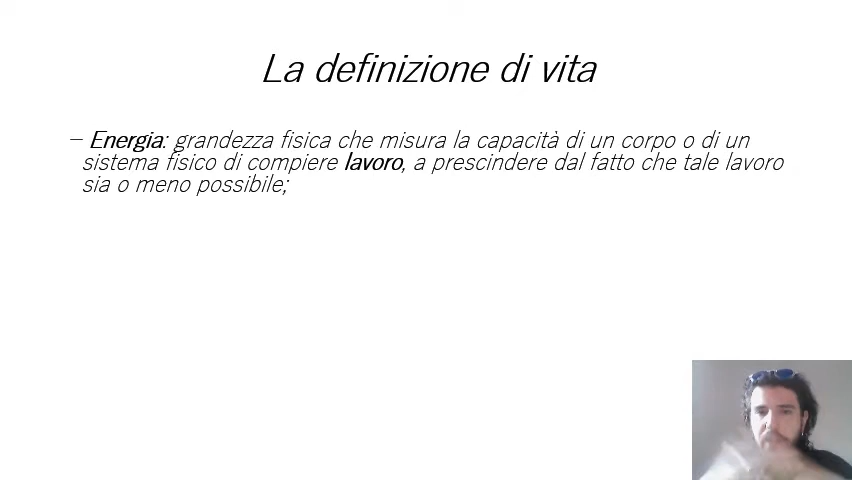 La definizione di vita
– Energia: grandezza fisica che misura la capacità di un corpo o di un
sistema fisico di compiere lavoro, a prescindere dal fatto che tale lavoro
sia o meno possibile;